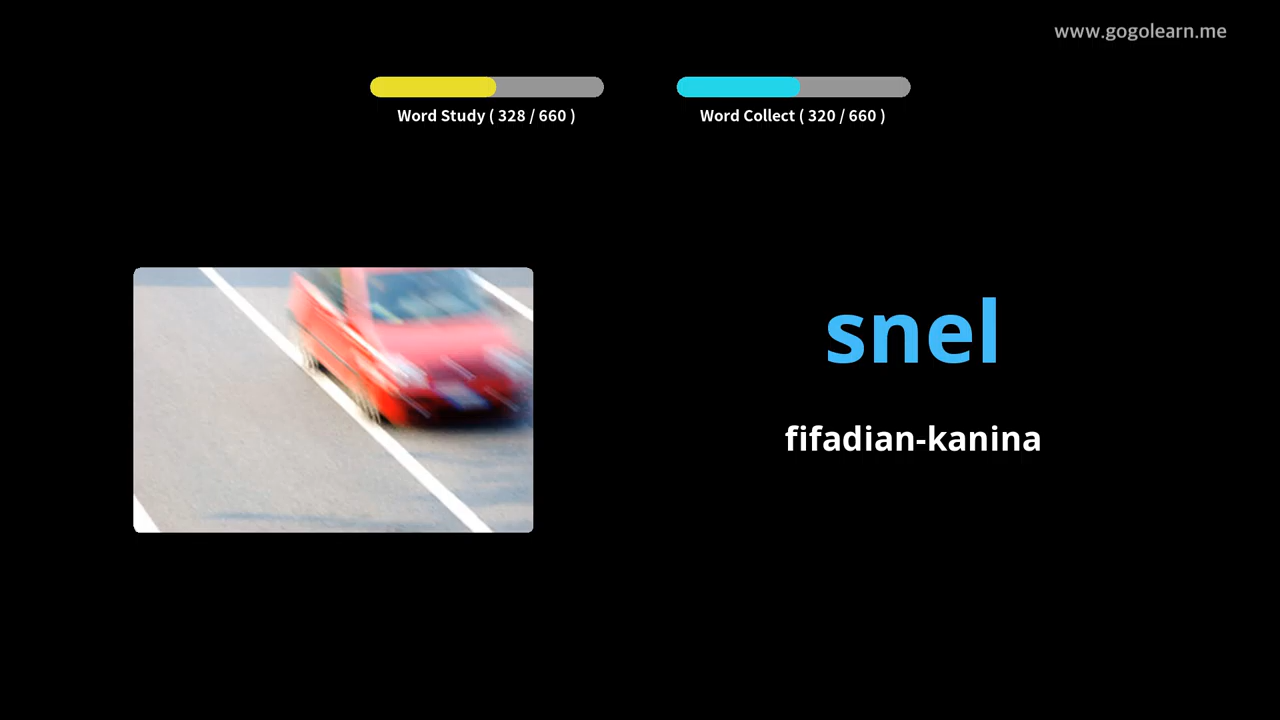 www.gogolearn.me
Word Study ( 328 / 660 )
Word Collect ( 320 / 660 )
snel
fifadian-kanina